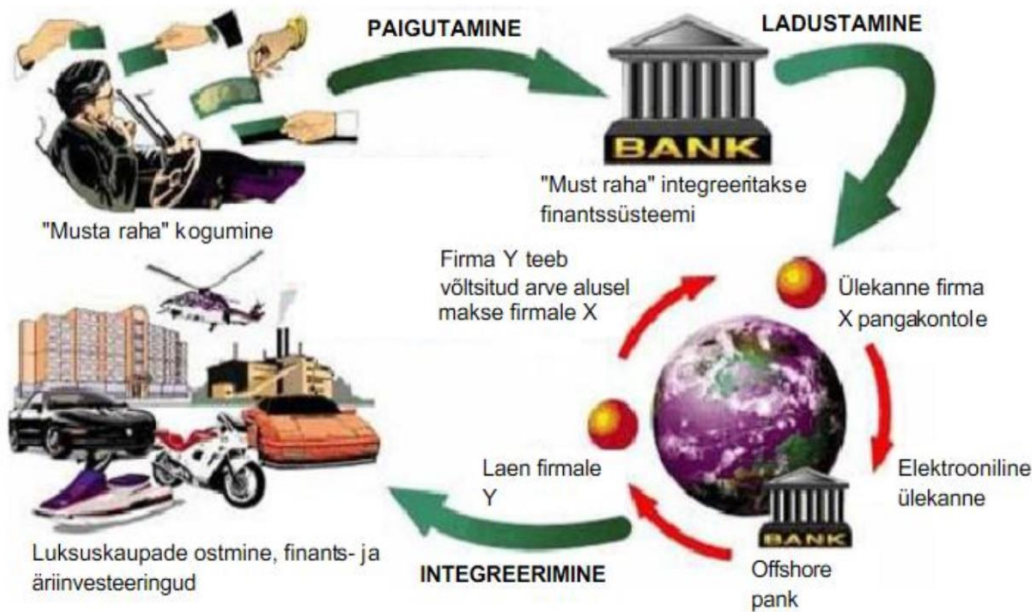 PAIGUTAMINE
LADUSTAMINE
BANK
"Musta raha" kogumine
"Must raha" integreeritakse
finantssüsteemi
Firma Y teeb
võltsitud arve alusel
makse firmale X
Ülekanne firma
X pangakontole
Laen firmale
Y
Elektrooniline
ülekanne
BANK
Luksuskaupade ostmine, finants- ja
äriinvesteeringud
INTEGREERIMINE
Offshore
pank